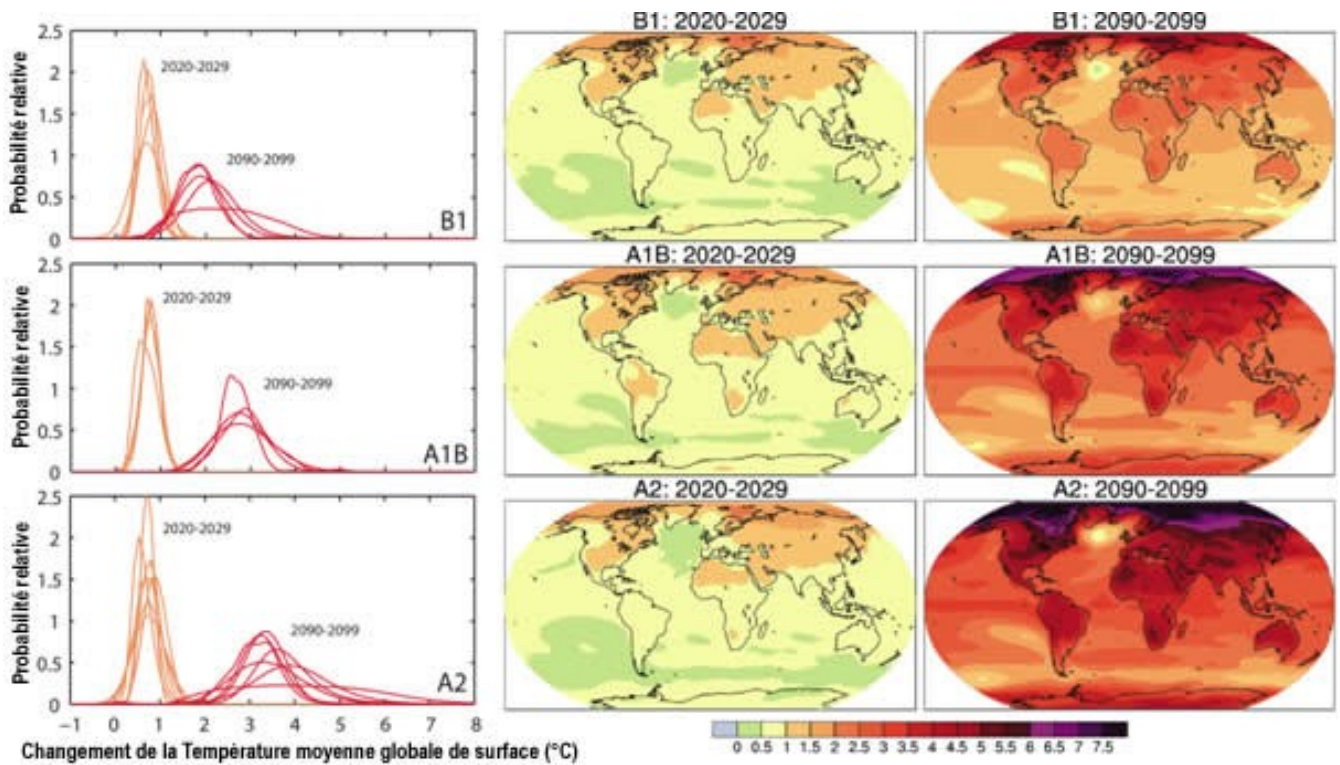 B1: 2020-2029
B1: 2090-2099
Probabilité relative
2.5
2
1.5
1
0.5
0
2020-2029
2090-2099
B1
A1B: 2020-2029
A1B: 2090-2099
Probabilité relative
2.5
2
1.5
1
0.5
0
2020-2029
2090-2099
A1B
A2: 2020-2029
A2: 2090-2099
Probabilité relative
2.5
2
1.5
1
0.5
0
2020-2029
2090-2099
A2
-1 0 1 2 3 4 5 6 7 8
Changement de la Température moyenne globale de surface (°C)
0 0.5 1 1.5 2 2.5 3 3.5 4 4.5 5 5.5 6 6.5 7 7.5